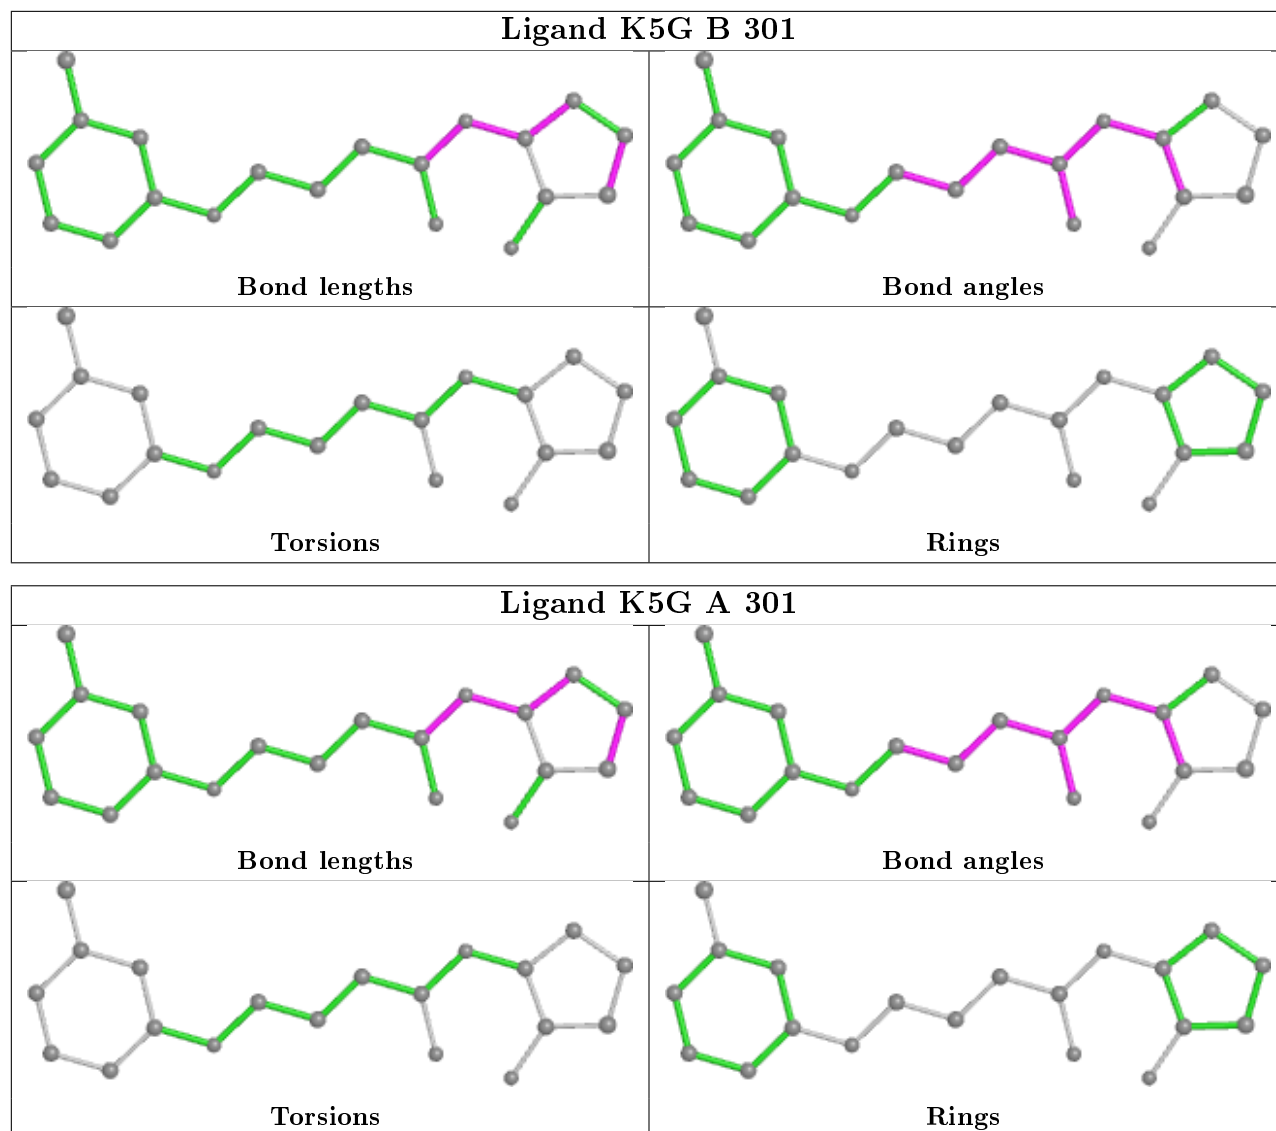 Ligand K5G B 301
Bond lengths
Bond angles
Torsions
Rings
Ligand K5G A 301
Bond lengths
Bond angles
Torsions
Rings